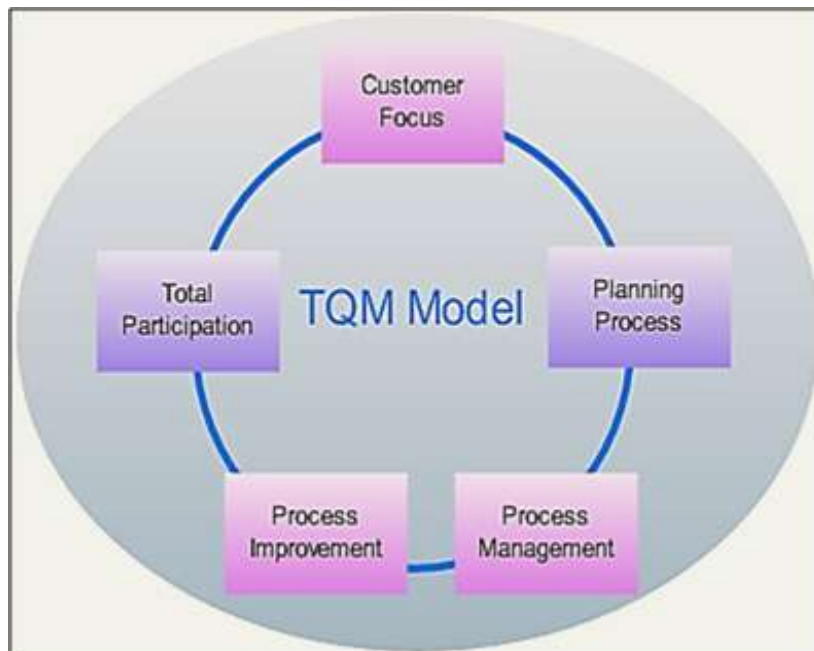 Customer
Focus
Total
Participation
TQM Model
Planning
Process
Process
Improvement
Process
Management